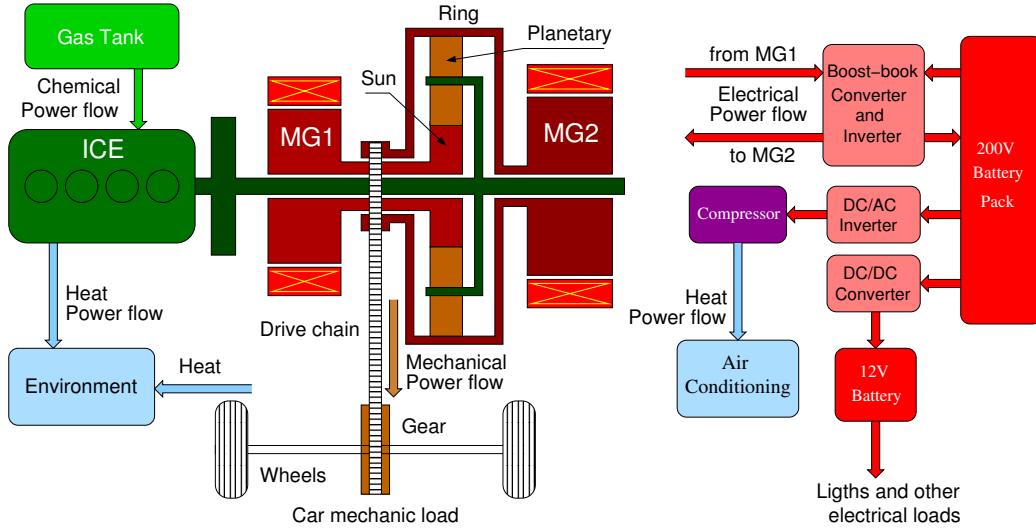 Gas Tank
Chemical
Power flow
ICE
Heat
Power flow
Environment
Heat
Ring
Planetary
Sun
MG1
MG2
Drive chain
Mechanical
Power flow
Gear
Wheels
Car mechanic load
from MG1
Electrical
Power flow
to MG2
Boost-book
Converter
and
Inverter
200V
Battery
Pack
Compressor
DC/AC
Inverter
DC/DC
Converter
Heat
Power flow
Air
Conditioning
12V
Battery
Ligths and other
electrical loads